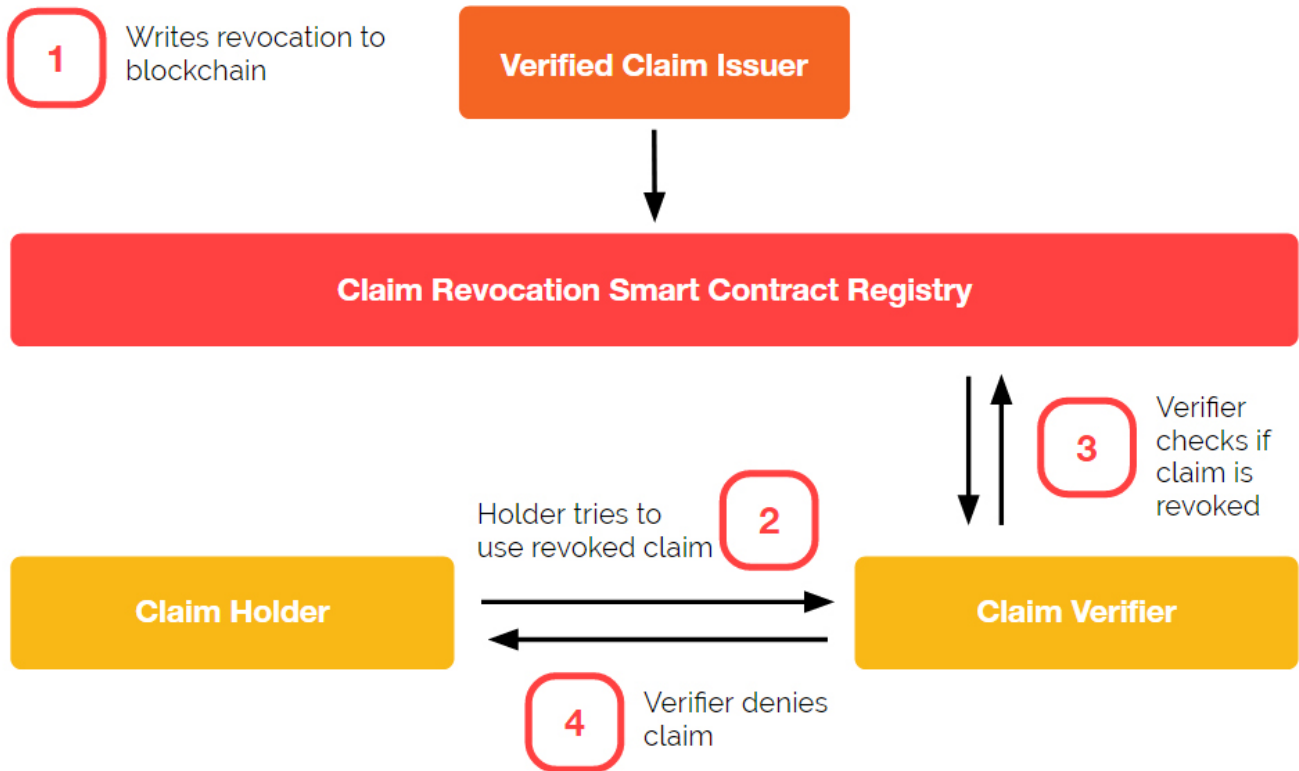 1
Writes revocation to
blockchain
Verified Claim Issuer
Claim Revocation Smart Contract Registry
3
Verifier
checks if
claim is
revoked
2
Holder tries to
use revoked claim
Claim Holder
Claim Verifier
4
Verifier denies
claim